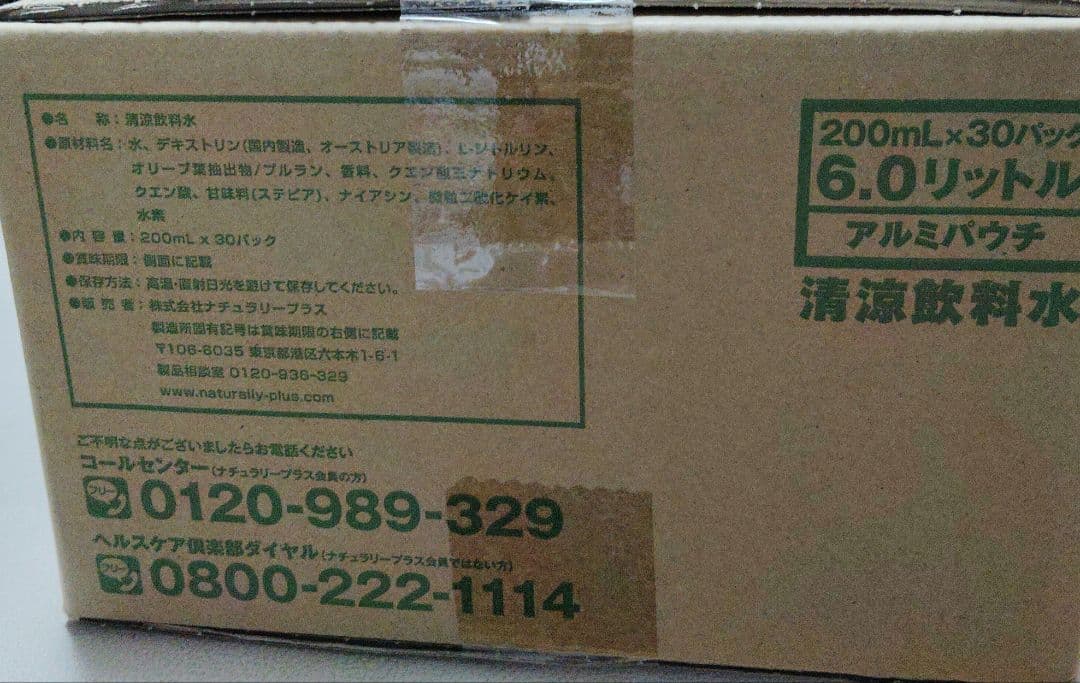 ●名　称：清涼飲料水
●原材料名：水、デキストリン(国内製造、オーストリア製造)、L-シトルリン、
オリーブ葉抽出物/プルラン、香料、クエン酸三ナトリウム、
クエン酸、甘味料(ステビア)、ナイアシン、微粒二酸化ケイ素、
水素
●内容量：200mL x 30パック
●賞味期限：側面に記載
●保存方法：高温・直射日光を避けて保存してください。
●販売者：株式会社ナチュラリープラス
製造所固有記号は賞味期限の右側に記載
〒106-6035 東京都港区六本木1-6-1
製品相談室 0120-936-329
www.naturally-plus.com
ご不明な点がございましたらお電話ください
コールセンター(ナチュラリープラス会員の方)
フリー 0120-989-329
ヘルスケア倶楽部ダイヤル(ナチュラリープラス会員ではない方)
フリー 0800-222-1114
200mL×30パック
6.0リットル
アルミパウチ
清涼飲料水